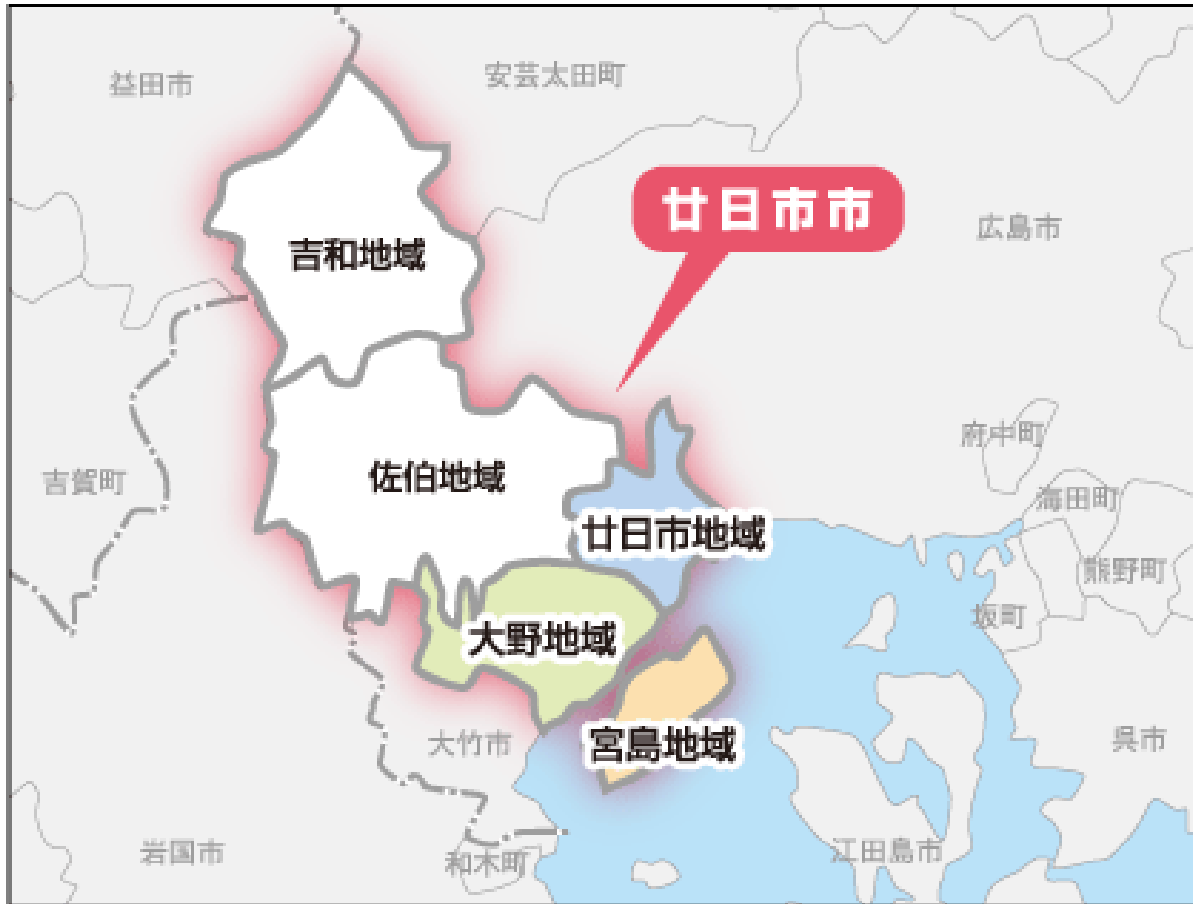 益田市
安芸太田町
廿日市市
広島市
吉和地域
府中町
佐伯地域
吉賀町
海田町
廿日市地域
熊野町
坂町
大野地域
大竹市
宮島地域
呉市
岩国市
和木町
江田島市